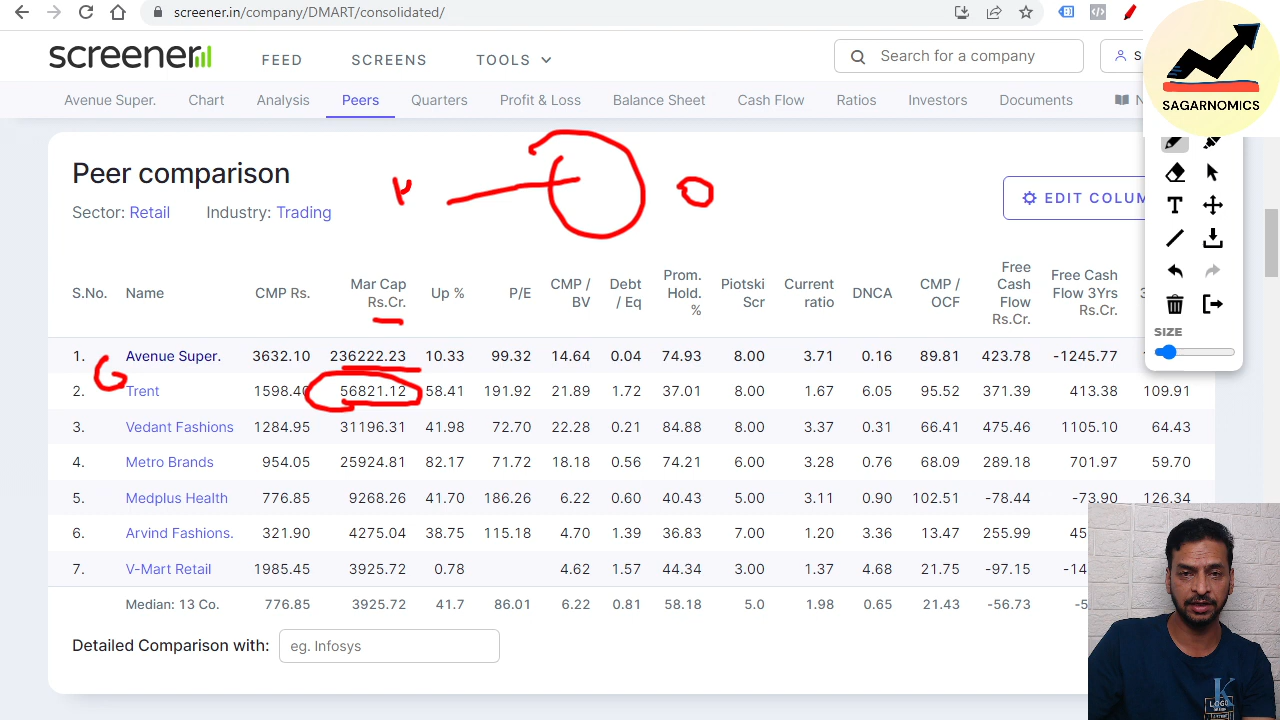 screener.in/company/DMART/consolidated/
screener FEED SCREENS TOOLS Search for a company S
SAGARNOMICS
Avenue Super. Chart Analysis Peers Quarters Profit & Loss Balance Sheet Cash Flow Ratios Investors Documents N
Peer comparison
Sector: Retail Industry: Trading
EDIT COLUM
S.No. Name CMP Rs. Mar Cap Rs.Cr. Up % P/E CMP / BV Debt / Eq Prom. Hold. % Piotski Scr Current ratio DNCA CMP / OCF Free Cash Flow Rs.Cr. Free Cash Flow 3Yrs Rs.Cr. 3
SIZE
1. Avenue Super. 3632.10 236222.23 10.33 99.32 14.64 0.04 74.93 8.00 3.71 0.16 89.81 423.78 -1245.77
G
2. Trent 1598.40 56821.12 58.41 191.92 21.89 1.72 37.01 8.00 1.67 6.05 95.52 371.39 413.38 109.91
3. Vedant Fashions 1284.95 31196.31 41.98 72.70 22.28 0.21 84.88 8.00 3.37 0.31 66.41 475.46 1105.10 64.43
4. Metro Brands 954.05 25924.81 82.17 71.72 18.18 0.56 74.21 6.00 3.28 0.76 68.09 289.18 701.97 59.70
5. Medplus Health 776.85 9268.26 41.70 186.26 6.22 0.60 40.43 5.00 3.11 0.90 102.51 -78.44 -73.90 126.34
6. Arvind Fashions. 321.90 4275.04 38.75 115.18 4.70 1.39 36.83 7.00 1.20 3.36 13.47 255.99 45
7. V-Mart Retail 1985.45 3925.72 0.78 4.62 1.57 44.34 3.00 1.37 4.68 21.75 -97.15 -14
Median: 13 Co. 776.85 3925.72 41.7 86.01 6.22 0.81 58.18 5.0 1.98 0.65 21.43 -56.73 -5
Detailed Comparison with: eg. Infosys